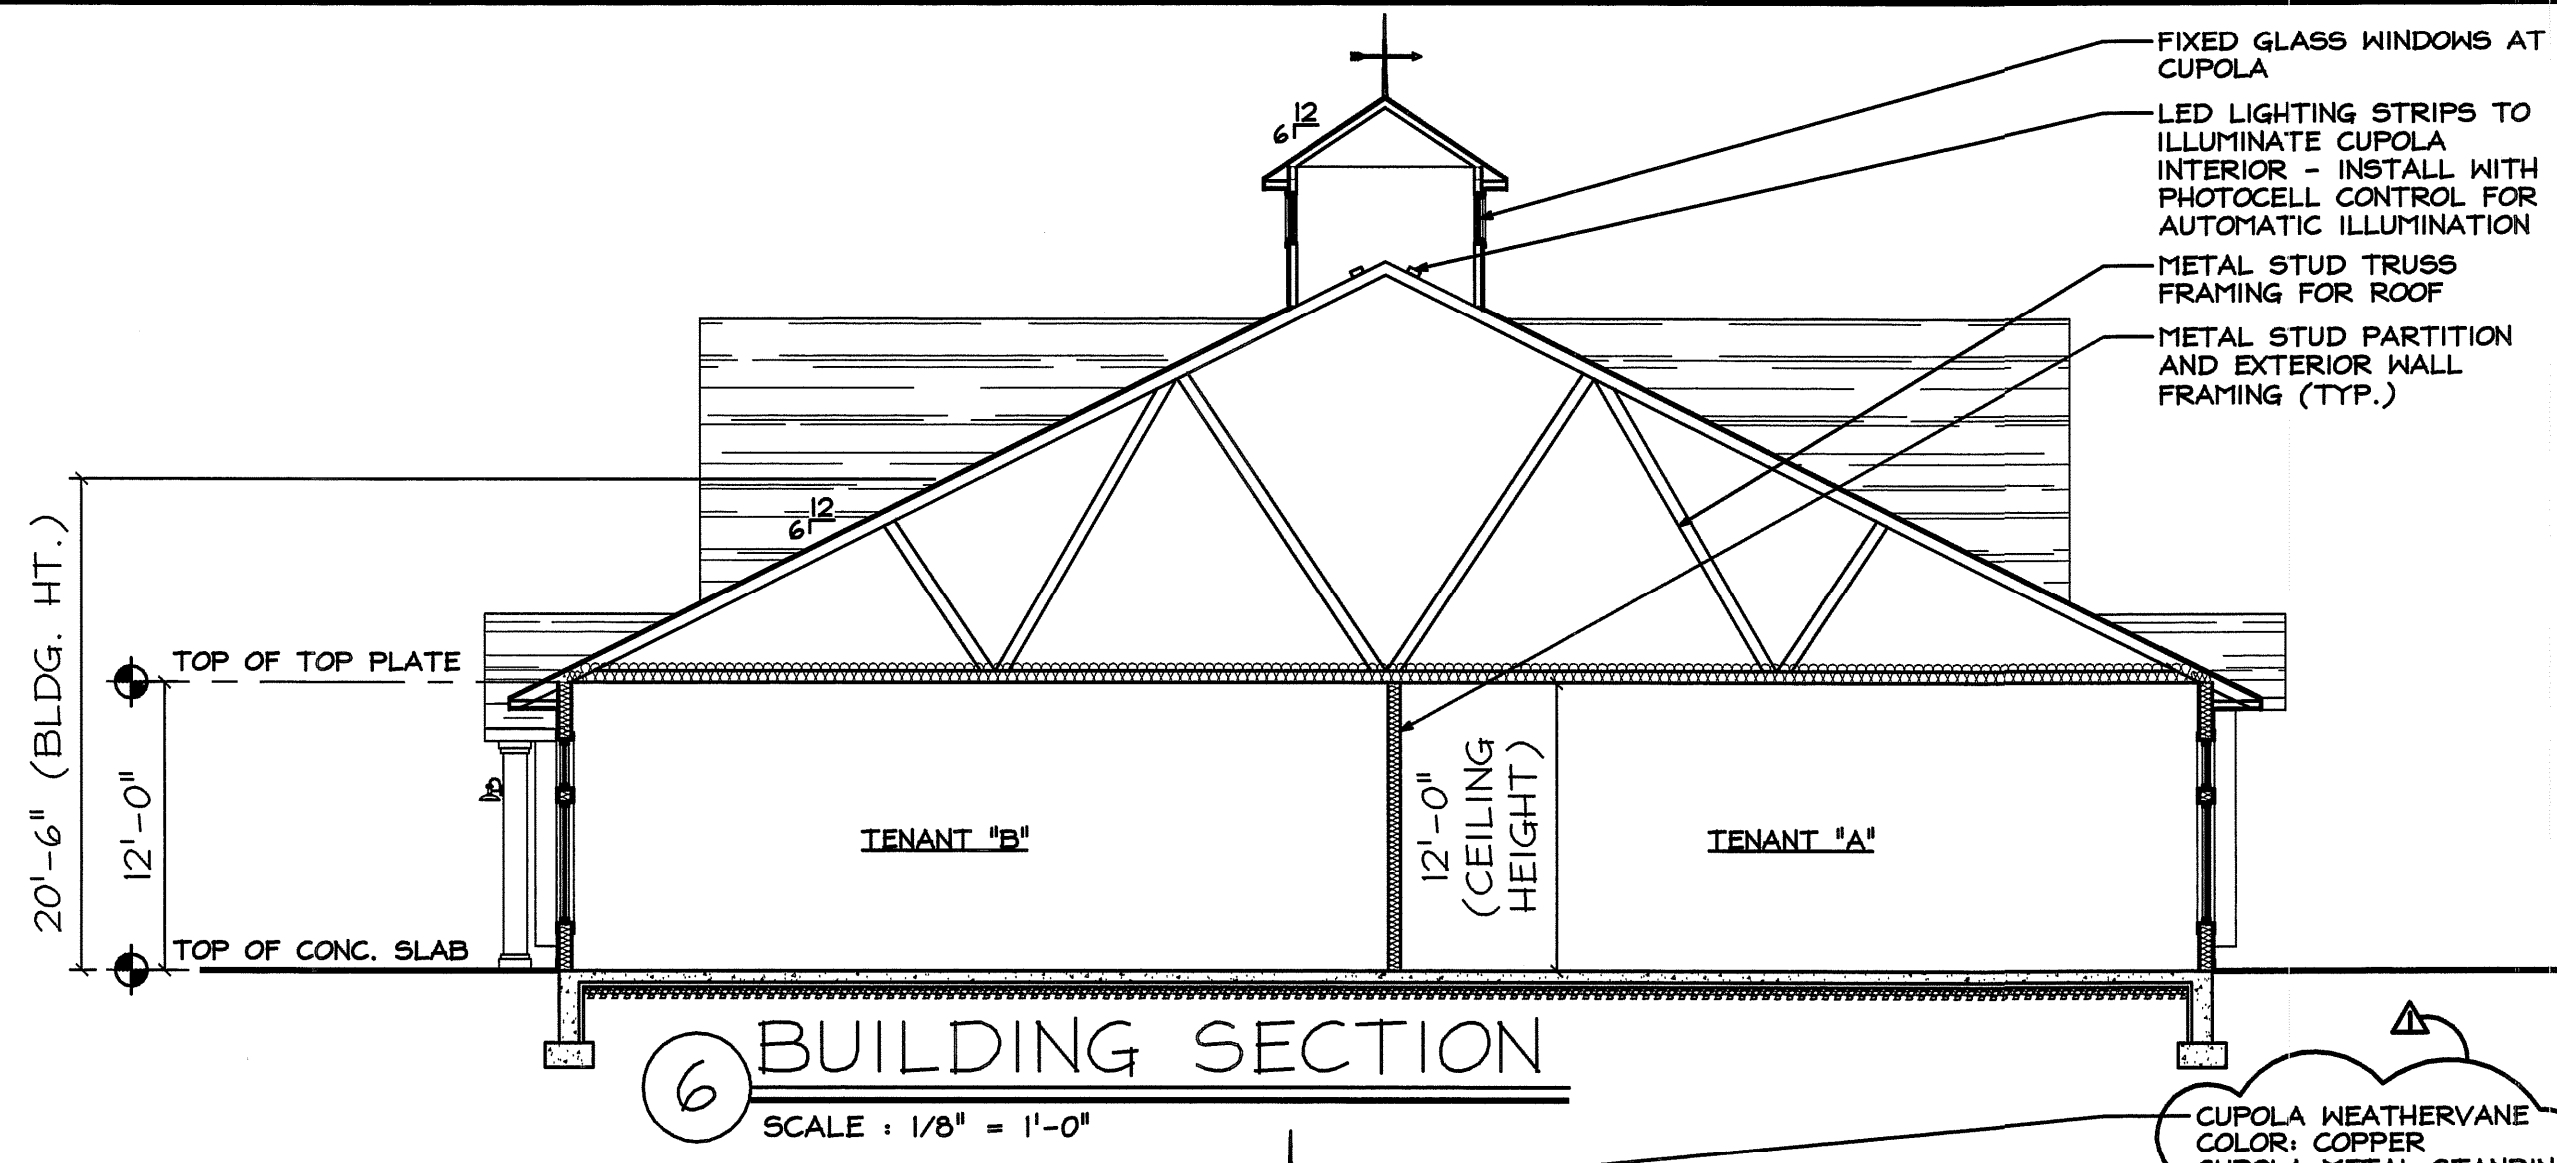 FIXED GLASS WINDOWS AT
CUPOLA
LED LIGHTING STRIPS TO
ILLUMINATE CUPOLA
INTERIOR - INSTALL WITH
PHOTOCELL CONTROL FOR
AUTOMATIC ILLUMINATION
METAL STUD TRUSS
FRAMING FOR ROOF
METAL STUD PARTITION
AND EXTERIOR WALL
FRAMING (TYP.)
12
6
12
6
20'-6" (BLDG. HT.)
12'-0"
TOP OF TOP PLATE
TOP OF CONC. SLAB
TENANT "B"
12'-0"
(CEILING
HEIGHT)
TENANT "A"
6
BUILDING SECTION
SCALE : 1/8" = 1'-0"
1
CUPOLA WEATHERVANE
COLOR: COPPER
CUPOLA METAL